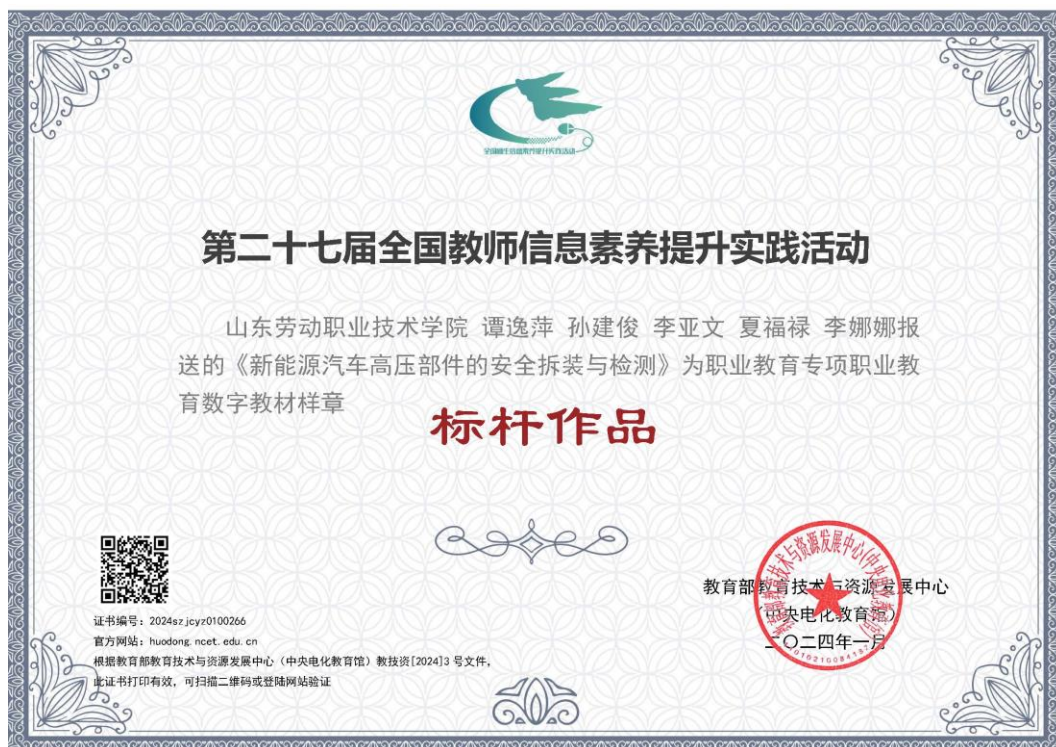 第二十七届全国教师信息素养提升实践活动
山东劳动职业技术学院 谭逸萍 孙建俊 李亚文 夏福禄 李娜娜报
送的《新能源汽车高压部件的安全拆装与检测》为职业教育专项职业教
育数字教材样章
标杆作品
证书编号：2024szjcyz0100266
官方网站：huodong.ncet.edu.cn
根据教育部教育技术与资源发展中心（中央电化教育馆）教技资[2024]3 号文件，
此证书打印有效，可扫描二维码或登陆网站验证
教育部教育技术与资源发展中心
（中央电化教育馆）
二〇二四年一月